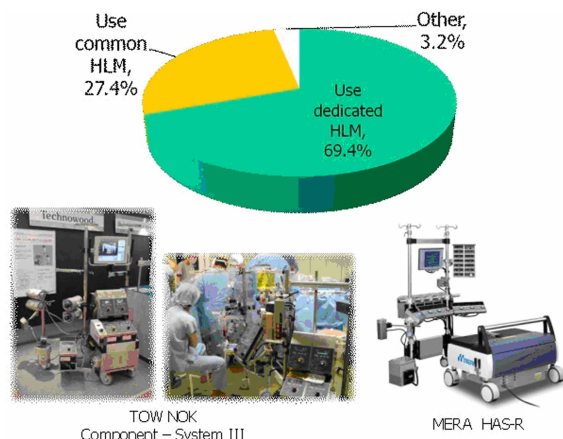 Use
common
HLM,
27.4%
Other,
3.2%
Use
dedicated
HLM,
69.4%
Technowood
TOW NOK
Component – System III
MERA HAS-R